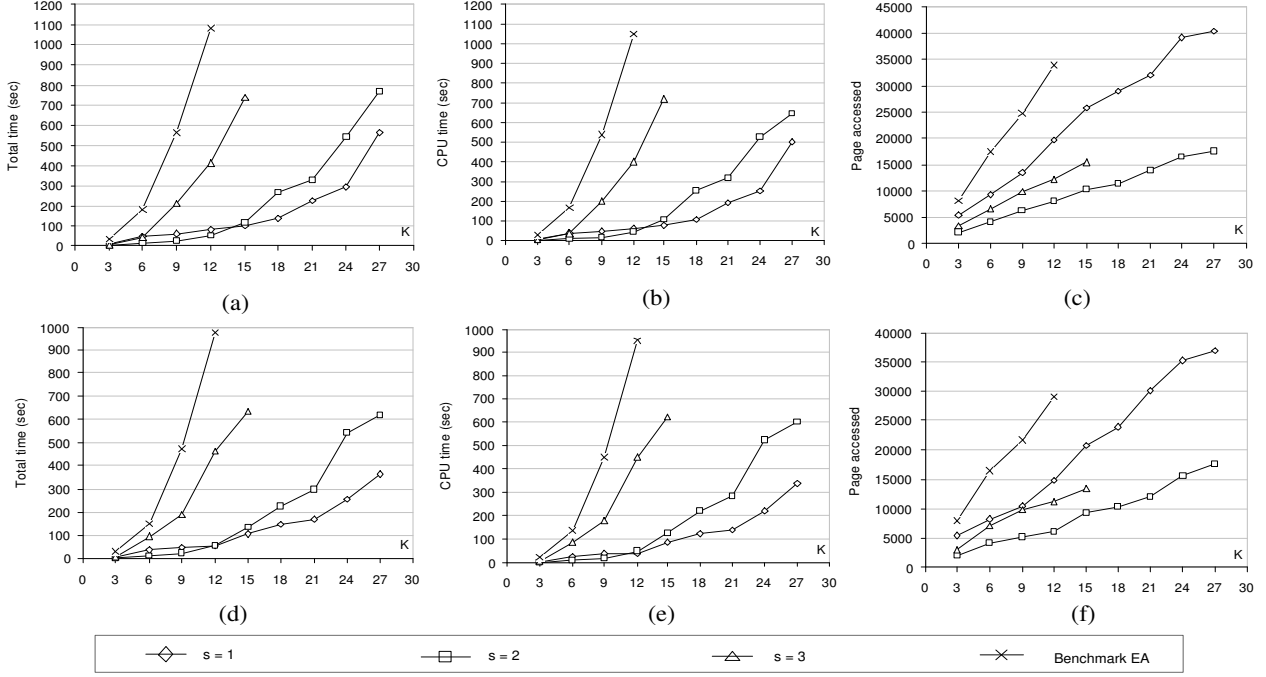 Total time (sec)
1200
1100
1000
900
800
700
600
500
400
300
200
100
0
0 3 6 9 12 15 18 21 24 27 30
K
(a)
CPU time (sec)
1200
1100
1000
900
800
700
600
500
400
300
200
100
0
0 3 6 9 12 15 18 21 24 27 30
K
(b)
Page accessed
45000
40000
35000
30000
25000
20000
15000
10000
5000
0
0 3 6 9 12 15 18 21 24 27 30
K
(c)
Total time (sec)
1000
900
800
700
600
500
400
300
200
100
0
0 3 6 9 12 15 18 21 24 27 30
K
(d)
CPU time (sec)
1000
900
800
700
600
500
400
300
200
100
0
0 3 6 9 12 15 18 21 24 27 30
K
(e)
Page accessed
40000
35000
30000
25000
20000
15000
10000
5000
0
0 3 6 9 12 15 18 21 24 27 30
K
(f)
s = 1 s = 2 s = 3 Benchmark EA